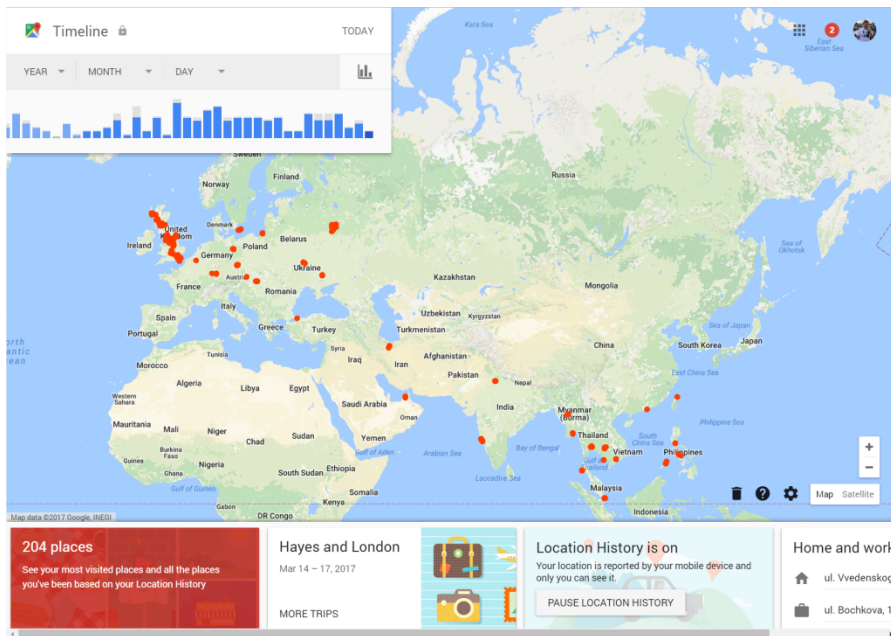 Timeline
TODAY
YEAR
MONTH
DAY
2
Kara Sea
East
Siberian Sea
Sweden
Finland
Norway
Russia
Denmark
United
Kingdom
Ireland
Belarus
Poland
Germany
Sea of
Okhotsk
Ukraine
Austria
Kazakhstan
France
Romania
Mongolia
Italy
Spain
Uzbekistan
Kyrgyzstan
Sea of Japan
Portugal
Greece
Turkey
Turkmenistan
Japan
China
South Korea
Tunisia
Syria
Iraq
Iran
Afghanistan
Morocco
Pakistan
East China Sea
Algeria
Libya
Egypt
Nepal
Western
Sahara
Saudi Arabia
India
Myanmar
(Burma)
Oman
Mauritania
Mali
Niger
Sudan
Yemen
Thailand
South
China Sea
Philippine Sea
Chad
Gulf of Aden
Arabian Sea
Bay of Bengal
Vietnam
Philippines
Burkina
Faso
Guinea
Nigeria
Gulf of
Thailand
Ghana
South Sudan
Ethiopia
Laccadive Sea
Gulf of Guinea
Somalia
Malaysia
Kenya
Gabon
DR Congo
Indonesia
Map
Satellite
Map data ©2017 Google, INEGI
204 places
See your most visited places and all the places
you've been based on your Location History
Hayes and London
Mar 14 – 17, 2017
MORE TRIPS
Location History is on
Your location is reported by your mobile device and
only you can see it.
PAUSE LOCATION HISTORY
Home and work
ul. Vvedenskog
ul. Bochkova, 1